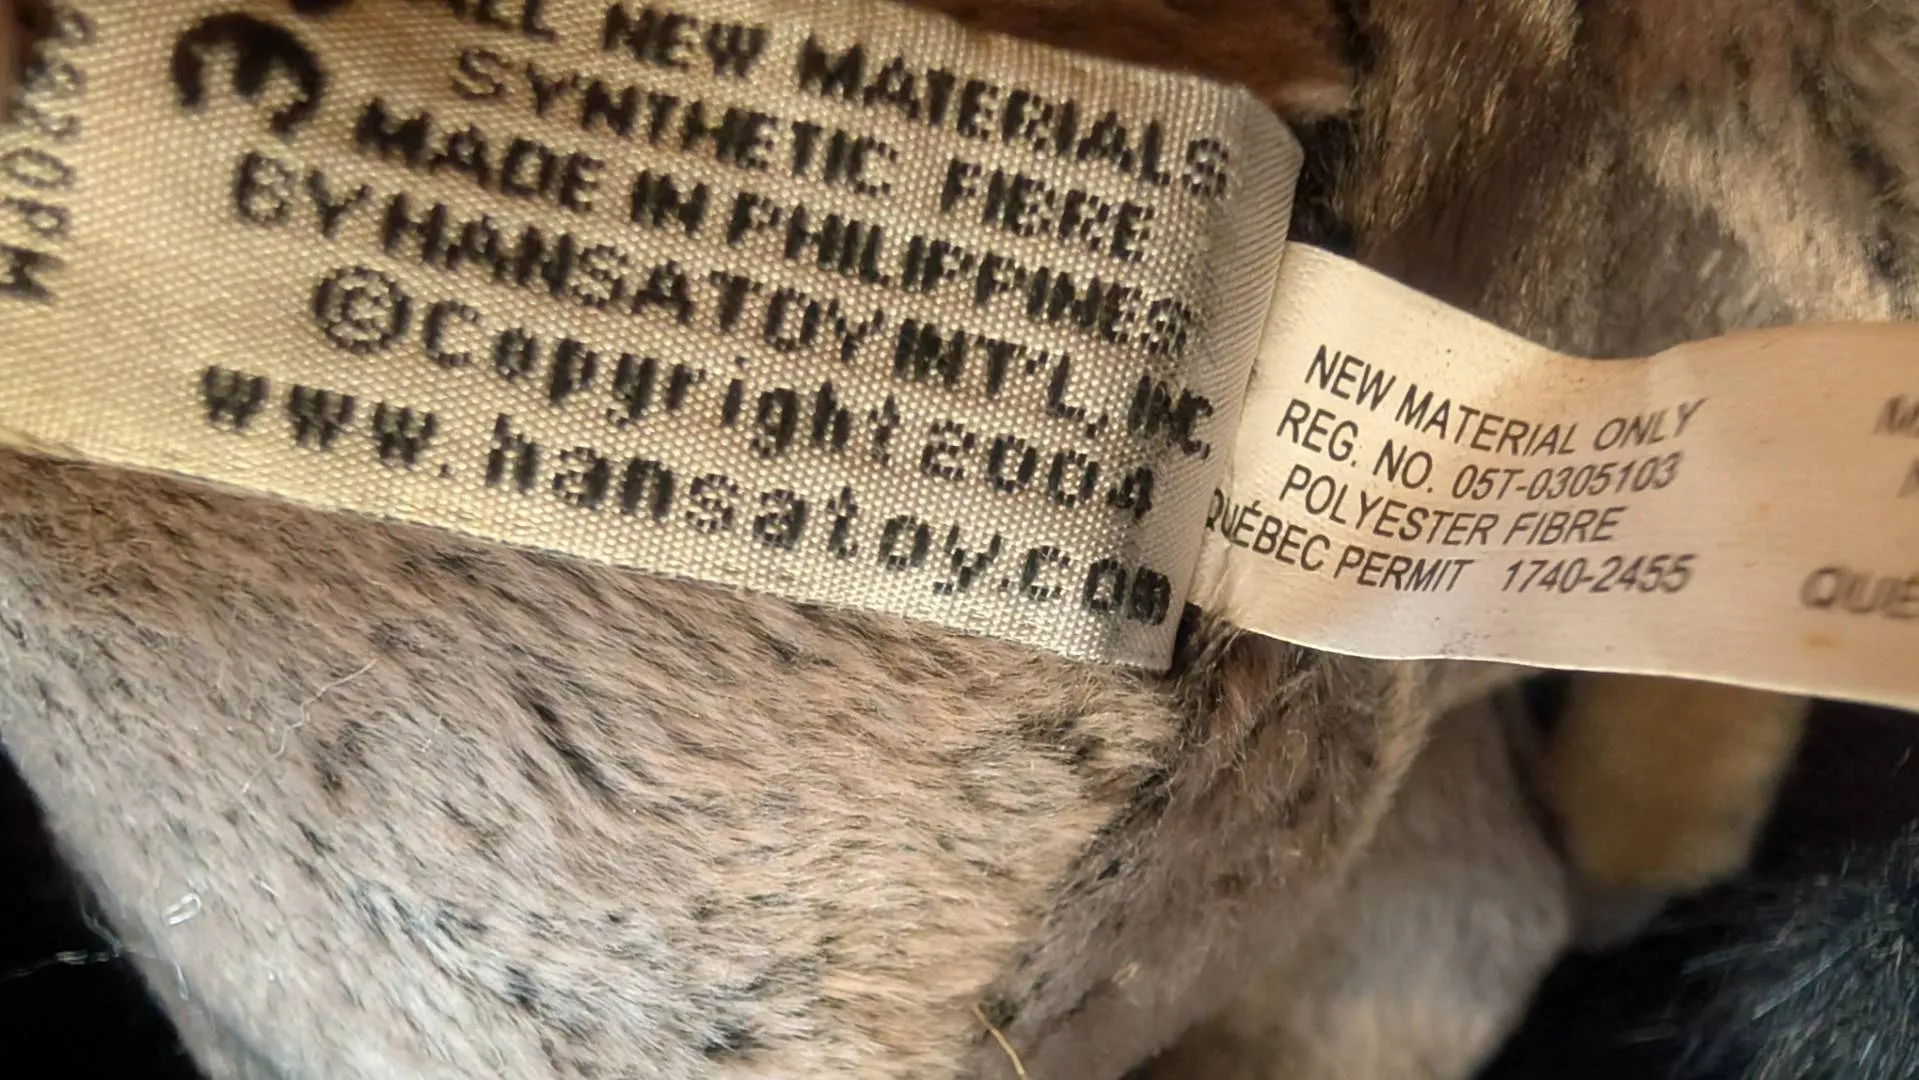 NEW MATERIALS
SYNTHETIC FIBRE
MADE IN PHILIPPINES
BY HANSA TOY INT'L, INC
©Copyright 2004
www.hansatoy.com
NEW MATERIAL ONLY
REG. NO. 05T-0305103
POLYESTER FIBRE
QUÉBEC PERMIT 1740-2455